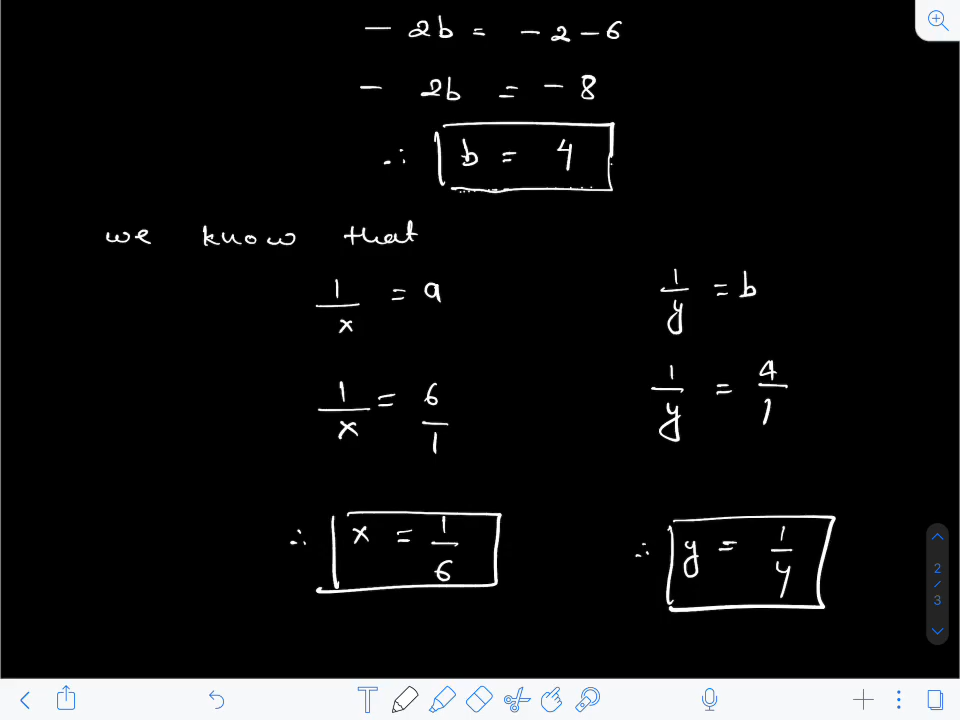 - 2b = - 2 - 6
- 2b = - 8
∴ b = 4
we know that
1/x = a    1/y = b
1/x = 6/1    1/y = 4/1
∴ x = 1/6    ∴ y = 1/4
2/3
T